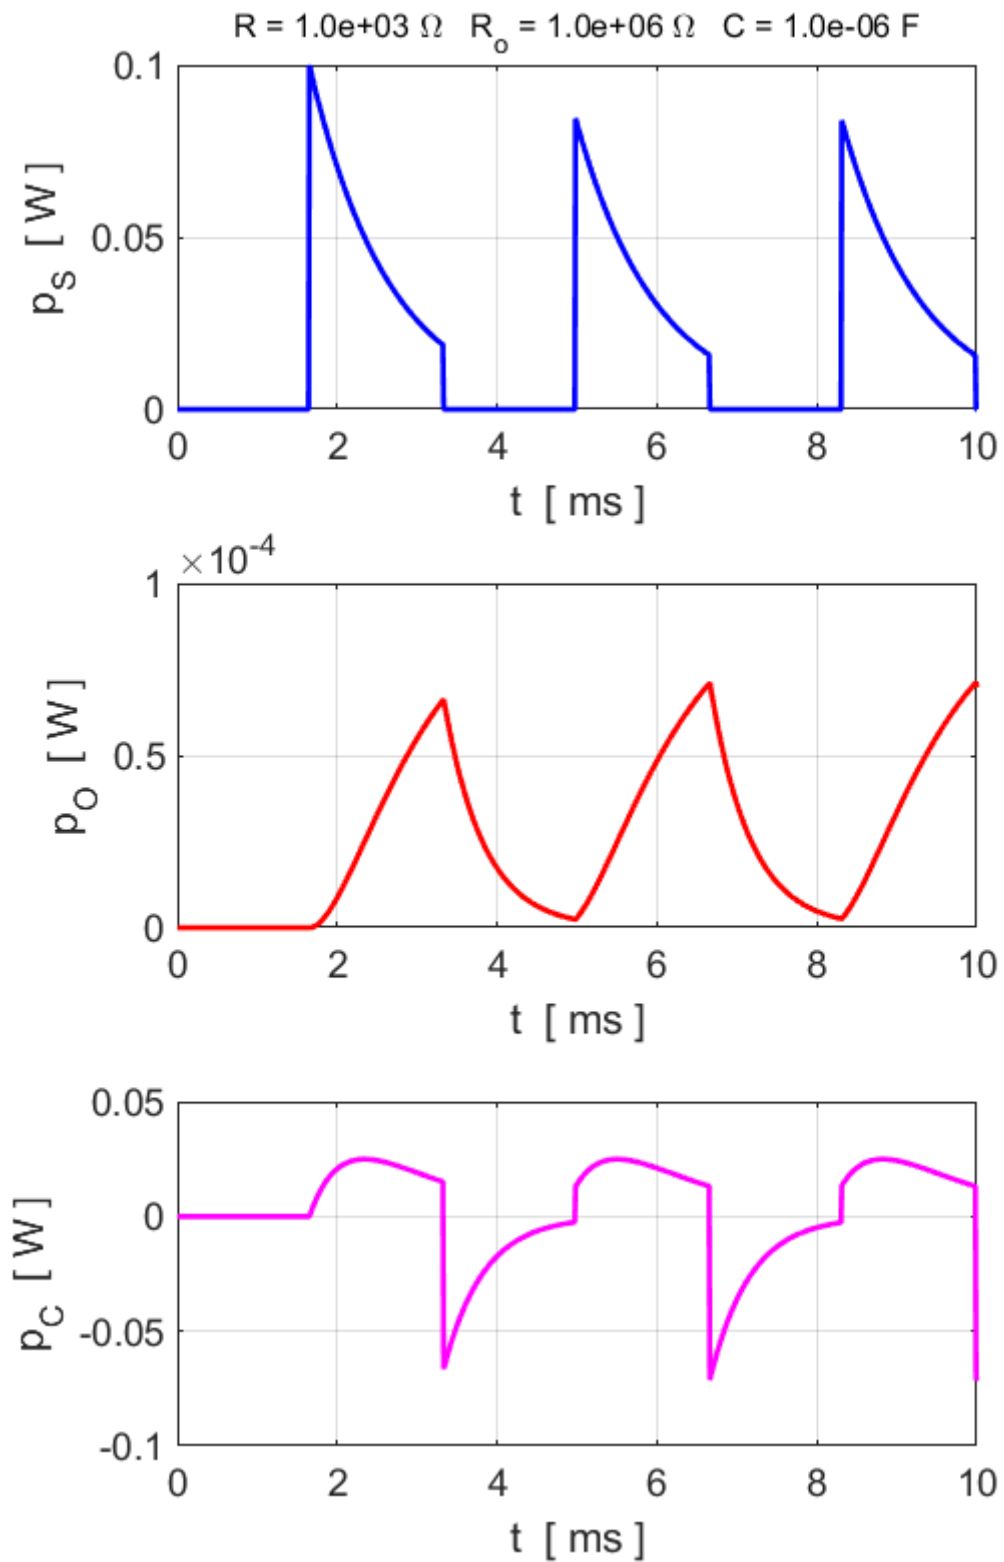 R = 1.0e+03 Ω   Rₒ = 1.0e+06 Ω   C = 1.0e-06 F
0.1
0.05
0
p_S [ W ]
0 2 4 6 8 10
t [ ms ]
×10⁻⁴
1
0.5
0
p_O [ W ]
0 2 4 6 8 10
t [ ms ]
0.05
0
-0.05
-0.1
p_C [ W ]
0 2 4 6 8 10
t [ ms ]